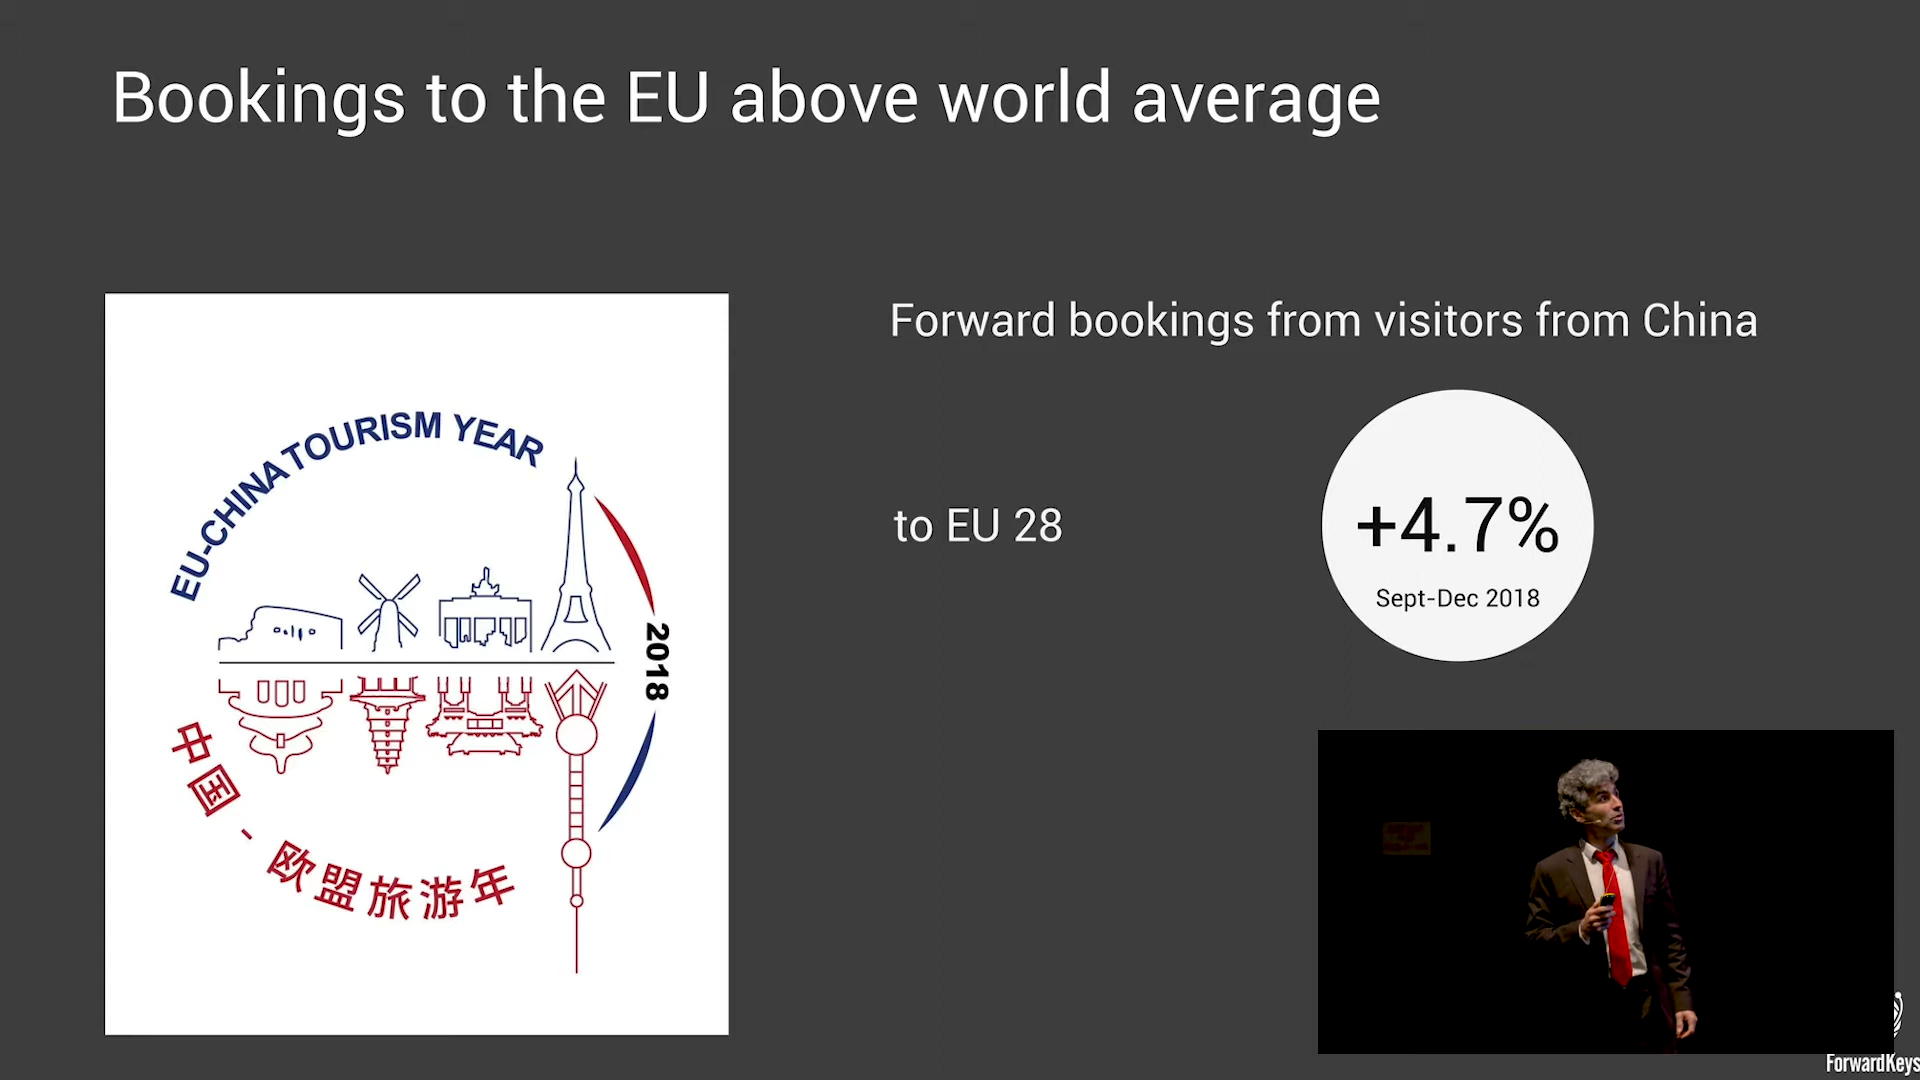 Bookings to the EU above world average
EU-CHINA TOURISM YEAR
2018
中国 - 欧盟旅游年
Forward bookings from visitors from China
to EU 28
+4.7%
Sept-Dec 2018
ForwardKeys